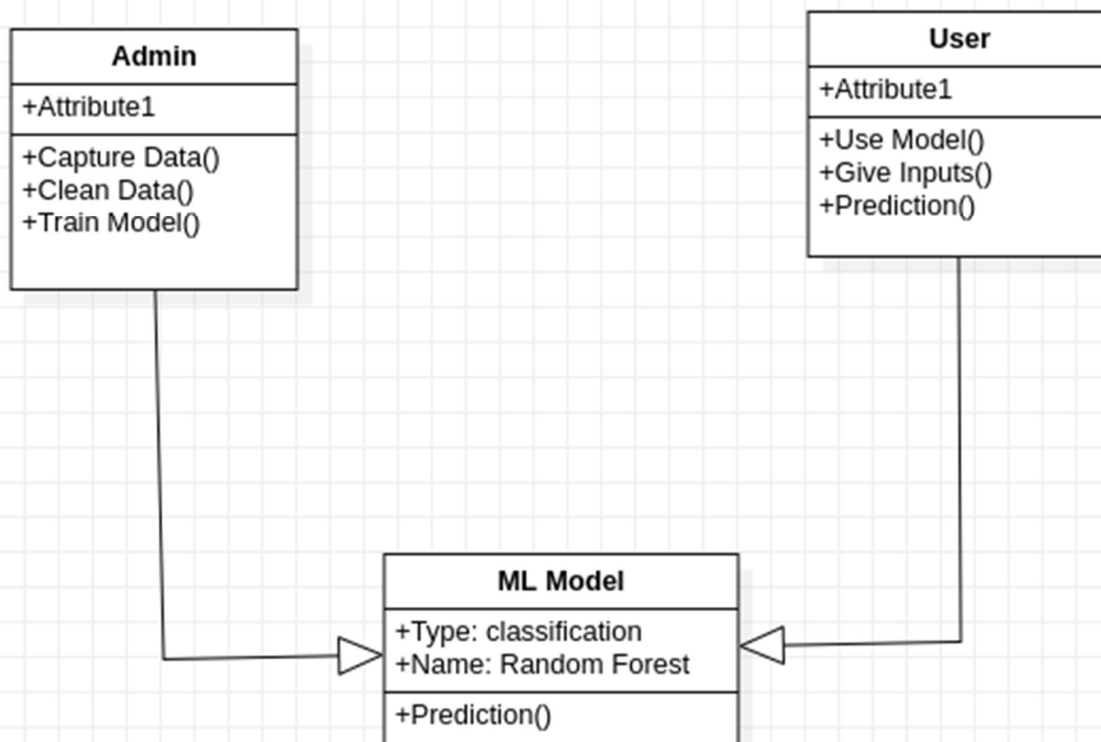 Admin
+Attribute1
+Capture Data()
+Clean Data()
+Train Model()
User
+Attribute1
+Use Model()
+Give Inputs()
+Prediction()
ML Model
+Type: classification
+Name: Random Forest
+Prediction()